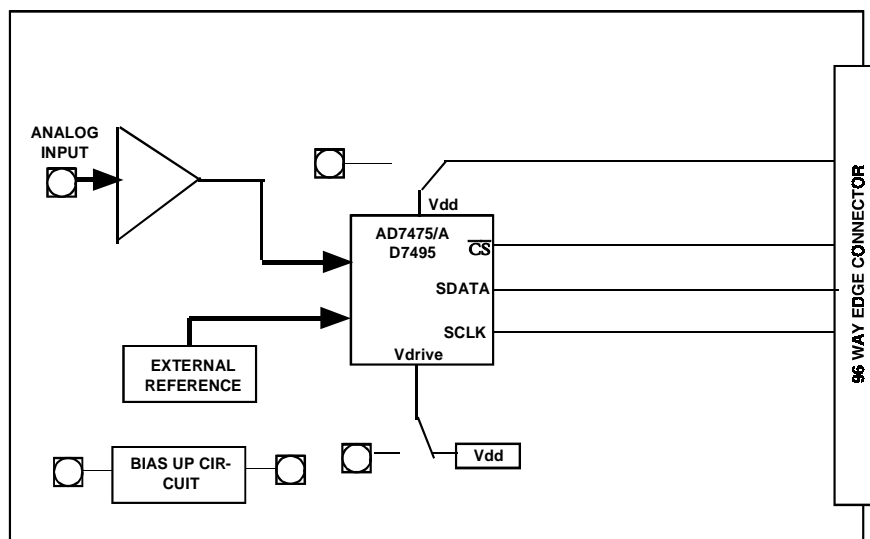 ANALOG
INPUT
Vdd
AD7475/A
D7495
CS
SDATA
SCLK
Vdrive
EXTERNAL
REFERENCE
BIAS UP CIR-
CUIT
Vdd
96 WAY EDGE CONNECTOR